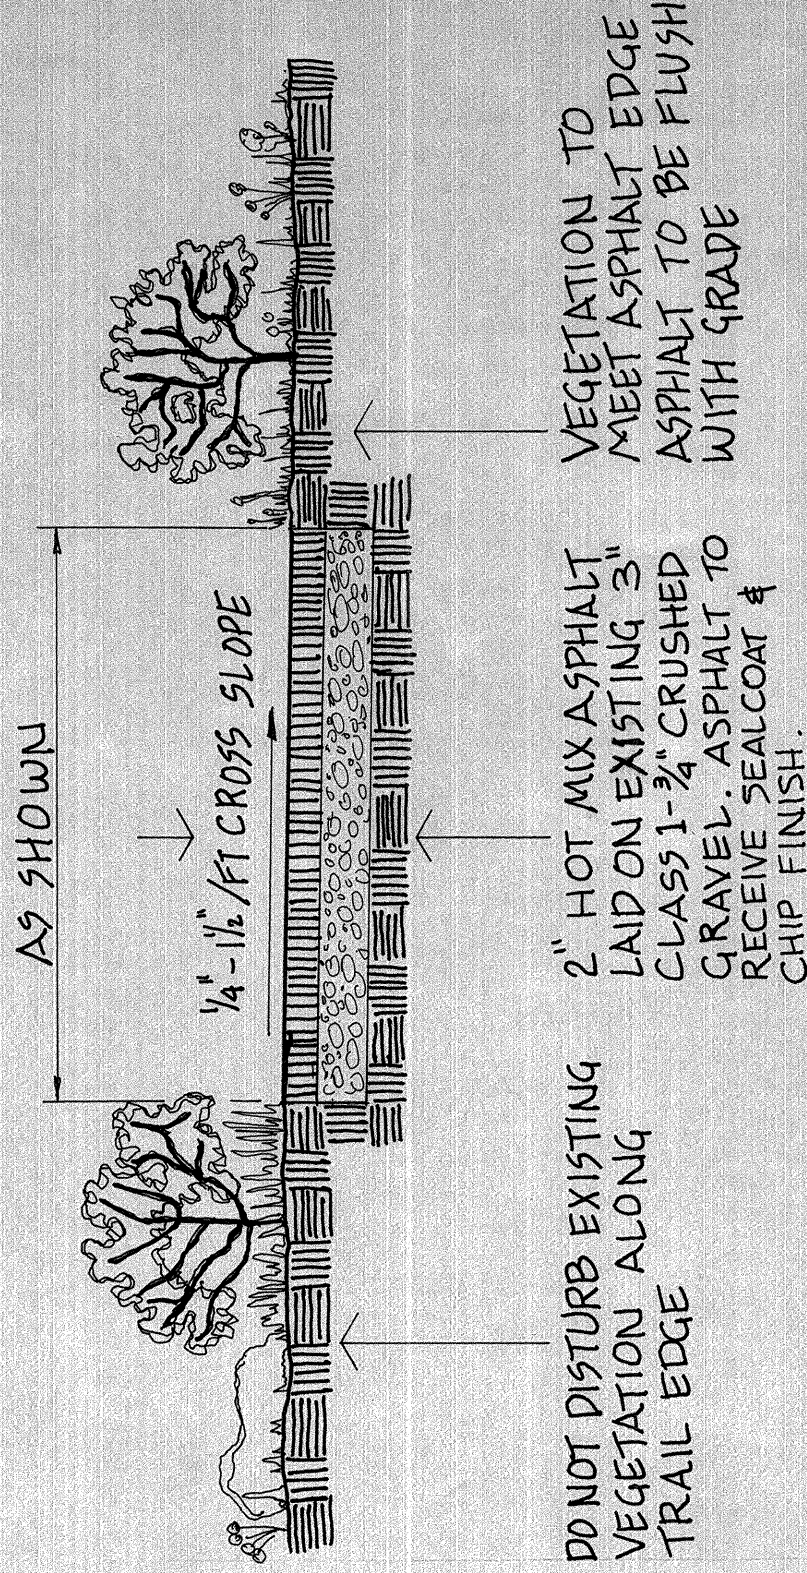 AS SHOWN
1/4" - 1 1/2" /FT CROSS SLOPE
DO NOT DISTURB EXISTING
VEGETATION ALONG
TRAIL EDGE
2" HOT MIX ASPHALT
LAID ON EXISTING 3"
CLASS 1-3/4" CRUSHED
GRAVEL. ASPHALT TO
RECEIVE SEALCOAT &
CHIP FINISH.
VEGETATION TO
MEET ASPHALT EDGE
ASPHALT TO BE FLUSH
WITH GRADE